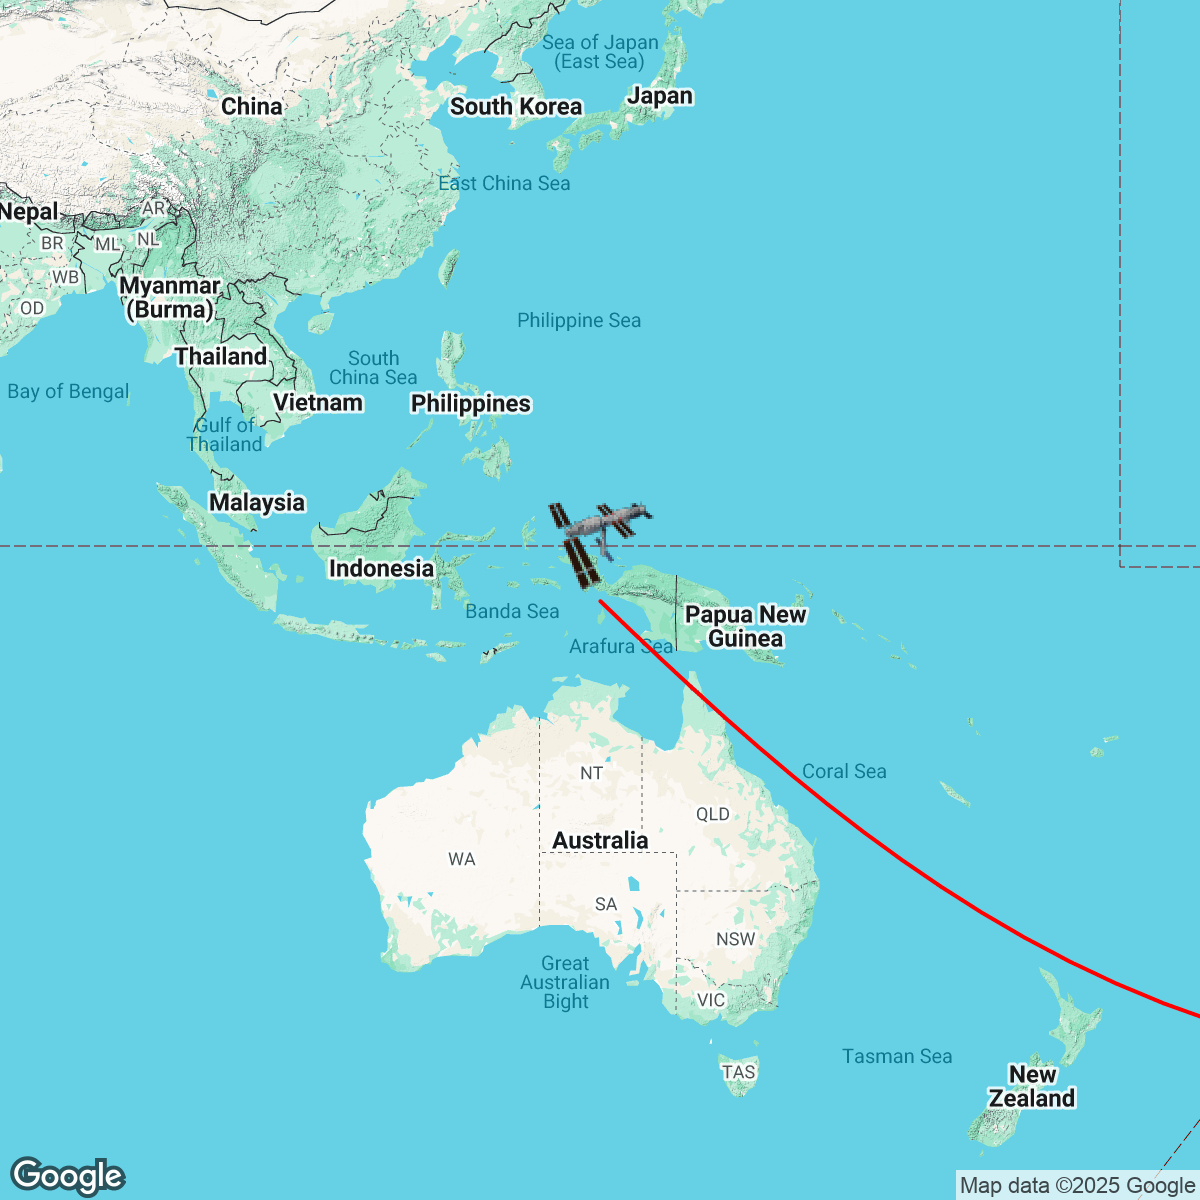 Sea of Japan
(East Sea)
China
South Korea
Japan
East China Sea
Nepal
AR
BR
ML
NL
WB
Myanmar
(Burma)
OD
Philippine Sea
Thailand
South
China Sea
Bay of Bengal
Vietnam
Philippines
Gulf of
Thailand
Malaysia
Indonesia
Banda Sea
Papua New
Guinea
Arafura Sea
NT
Coral Sea
QLD
Australia
WA
SA
NSW
Great
Australian
Bight
VIC
Tasman Sea
TAS
New
Zealand
Google
Map data ©2025 Google